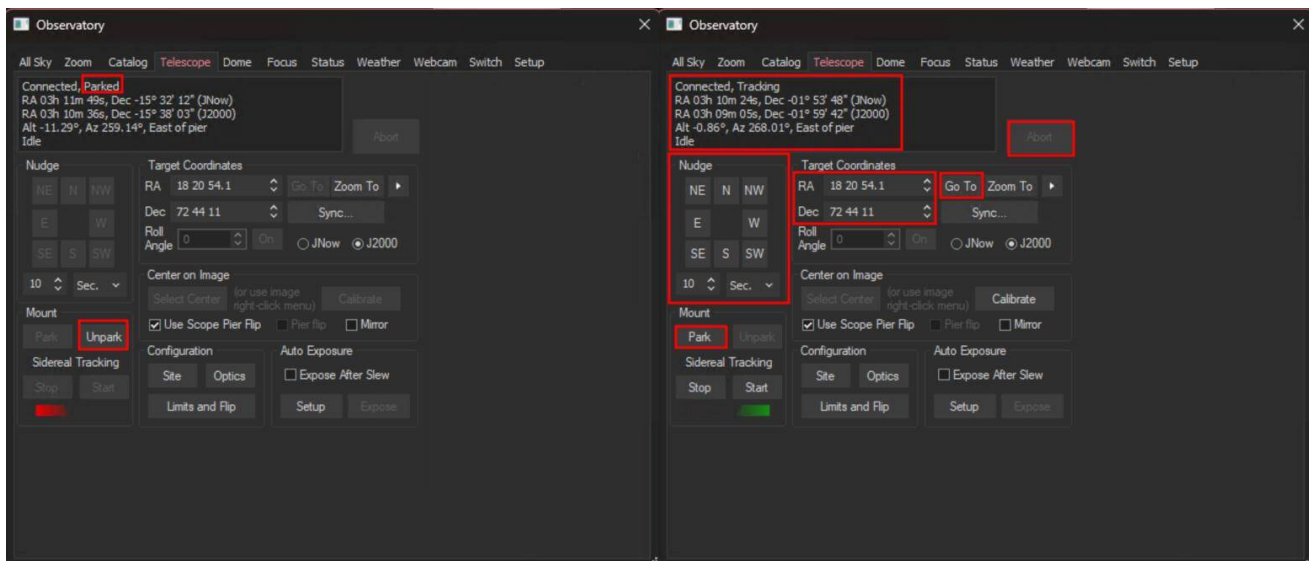 Observatory
All Sky Zoom Catalog Telescope Dome Focus Status Weather Webcam Switch Setup
Connected, Parked
RA 03h 11m 49s, Dec -15° 32' 12" (JNow)
RA 03h 10m 36s, Dec -15° 38' 03" (J2000)
Alt -11.29°, Az 259.14°, East of pier
Idle
Abort
Nudge
NE N NW
E W
SE S SW
10 Sec.
Target Coordinates
RA 18 20 54.1 Go To Zoom To
Dec 72 44 11 Sync...
Roll Angle 0 On JNow J2000
Center on Image
Select Center (or use image right-click menu) Calibrate
Use Scope Pier Flip Pier flip Mirror
Mount
Park Unpark
Sidereal Tracking
Stop Start
Configuration
Site Optics
Limits and Flip
Auto Exposure
Expose After Slew
Setup Expose
Observatory
All Sky Zoom Catalog Telescope Dome Focus Status Weather Webcam Switch Setup
Connected, Tracking
RA 03h 10m 24s, Dec -01° 53' 48" (JNow)
RA 03h 09m 05s, Dec -01° 59' 42" (J2000)
Alt -0.86°, Az 268.01°, East of pier
Idle
Abort
Nudge
NE N NW
E W
SE S SW
10 Sec.
Target Coordinates
RA 18 20 54.1 Go To Zoom To
Dec 72 44 11 Sync...
Roll Angle 0 On JNow J2000
Center on Image
Select Center (or use image right-click menu) Calibrate
Use Scope Pier Flip Pier flip Mirror
Mount
Park Unpark
Sidereal Tracking
Stop Start
Configuration
Site Optics
Limits and Flip
Auto Exposure
Expose After Slew
Setup Expose